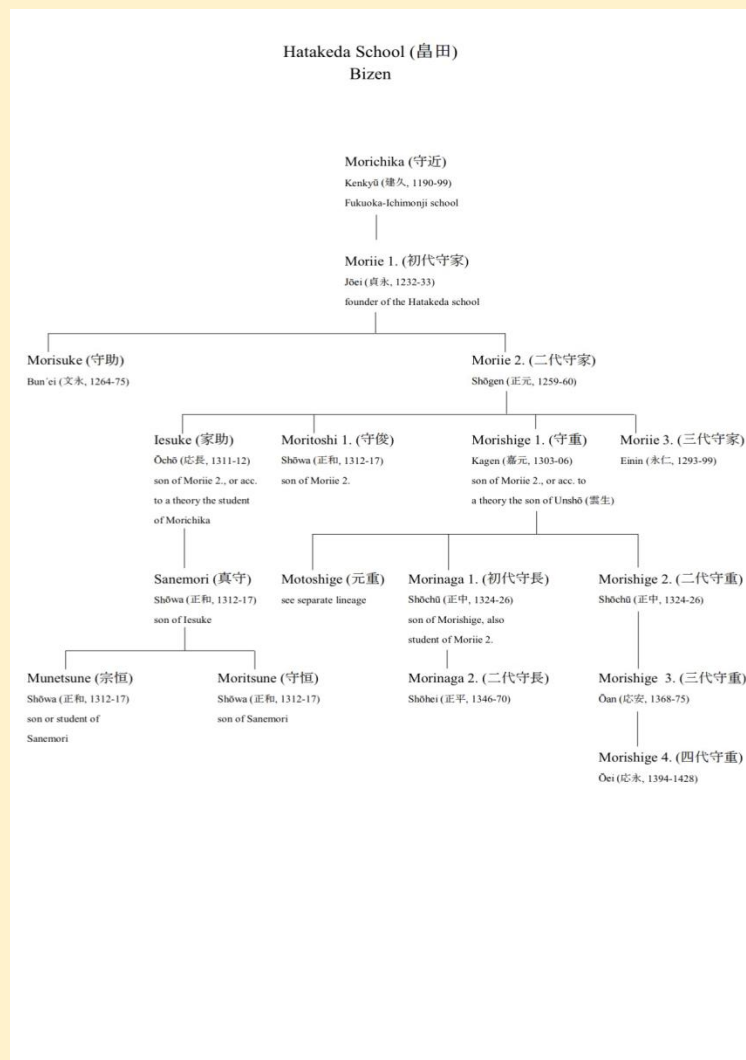 Hatakeda School (畠田)
Bizen
Morichika (守近)
Kenkyū (建久, 1190-99)
Fukuoka-Ichimonji school
Moriie 1. (初代守家)
Jōei (貞永, 1232-33)
founder of the Hatakeda school
Morisuke (守助)
Bun´ei (文永, 1264-75)
Moriie 2. (二代守家)
Shōgen (正元, 1259-60)
Iesuke (家助)
Ōchō (応長, 1311-12)
son of Moriie 2., or acc.
to a theory the student
of Morichika
Moritoshi 1. (守俊)
Shōwa (正和, 1312-17)
son of Moriie 2.
Morishige 1. (守重)
Kagen (嘉元, 1303-06)
son of Moriie 2., or acc. to
a theory the son of Unshō (雲生)
Moriie 3. (三代守家)
Einin (永仁, 1293-99)
Sanemori (真守)
Shōwa (正和, 1312-17)
son of Iesuke
Motoshige (元重)
see separate lineage
Morinaga 1. (初代守長)
Shōchū (正中, 1324-26)
son of Morishige, also
student of Moriie 2.
Morishige 2. (二代守重)
Shōchū (正中, 1324-26)
Munetsune (宗恒)
Shōwa (正和, 1312-17)
son or student of
Sanemori
Moritsune (守恒)
Shōwa (正和, 1312-17)
son of Sanemori
Morinaga 2. (二代守長)
Shōhei (正平, 1346-70)
Morishige 3. (三代守重)
Ōan (応安, 1368-75)
Morishige 4. (四代守重)
Ōei (応永, 1394-1428)